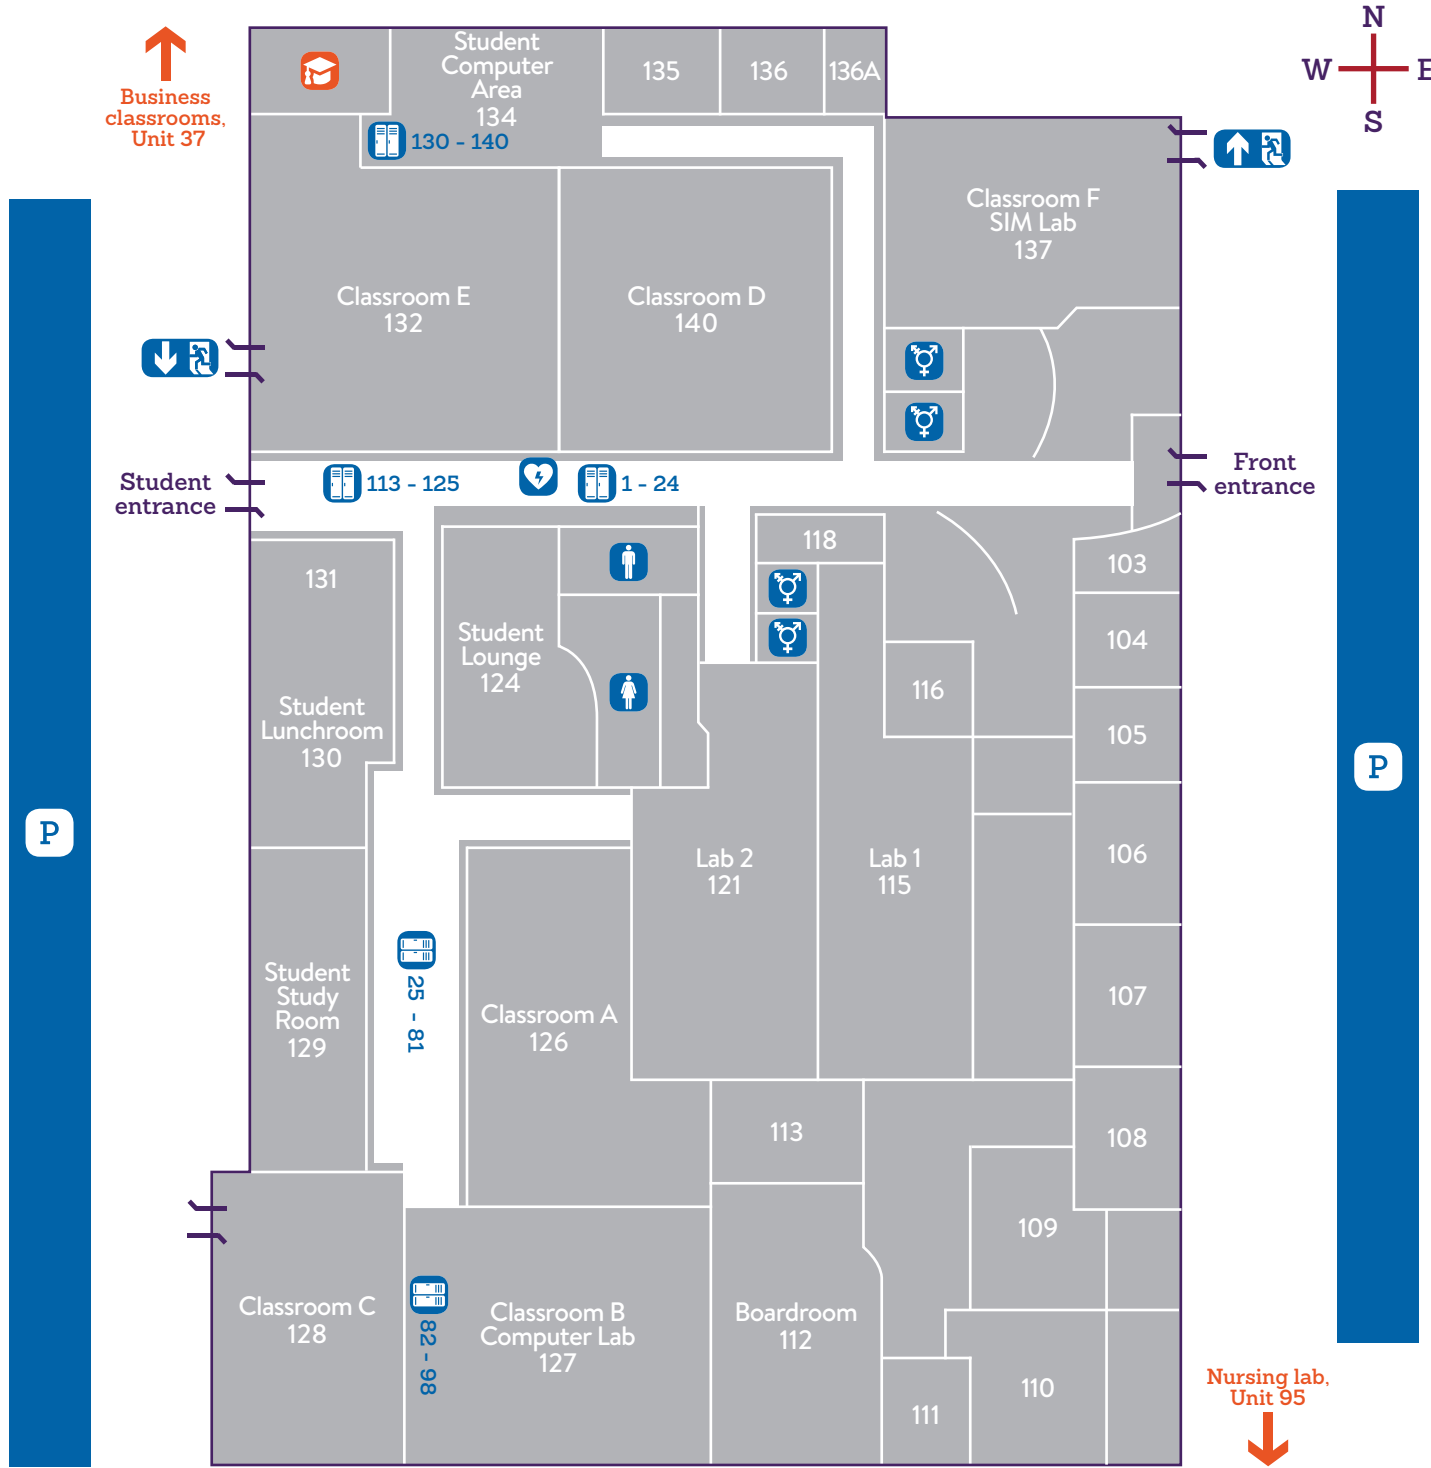 N
W
E
S
Business
classrooms,
Unit 37
Student
Computer
Area
134
135
136
136A
130 - 140
Classroom F
SIM Lab
137
Classroom E
132
Classroom D
140
Student
entrance
113 - 125
1 - 24
Front
entrance
131
118
103
Student
Lounge
124
104
116
Student
Lunchroom
130
105
P
P
Lab 2
121
Lab 1
115
106
Student
Study
Room
129
25 - 81
Classroom A
126
107
113
108
109
Classroom C
128
82 - 98
Classroom B
Computer Lab
127
Boardroom
112
110
111
Nursing lab,
Unit 95